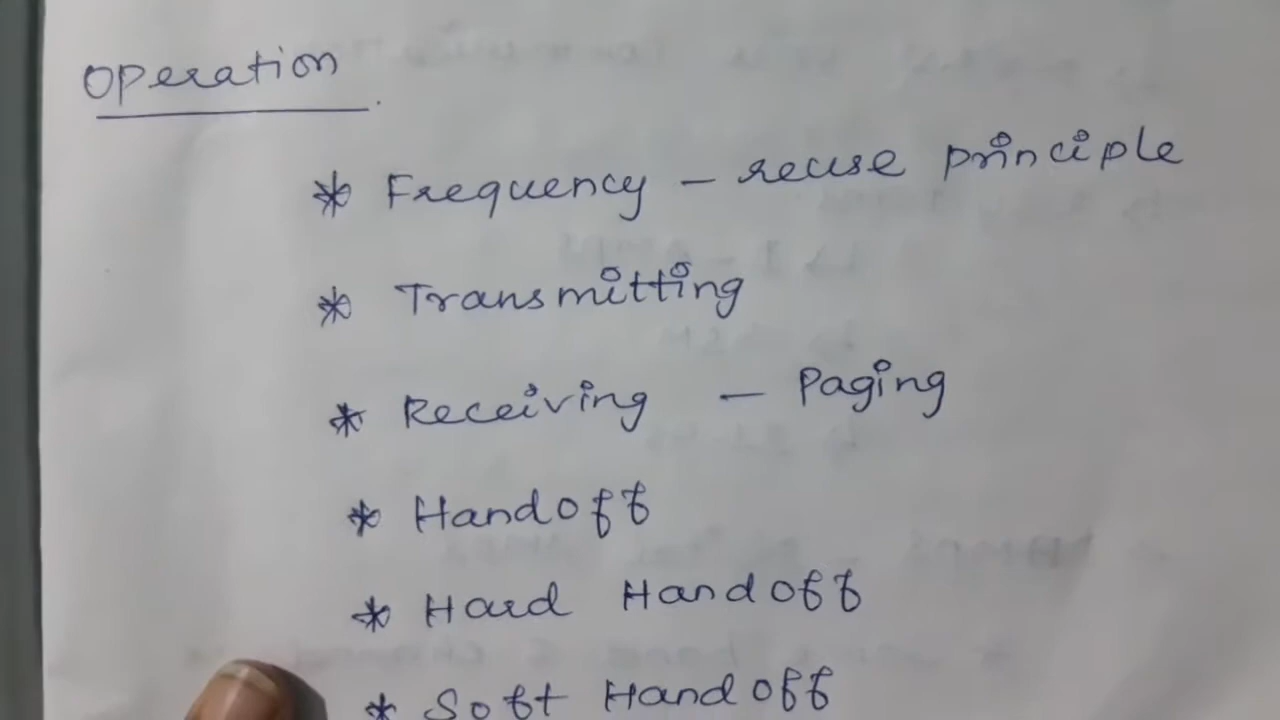 Operation
* Frequency - reuse principle
* Transmitting
* Receiving - Paging
* Handoff
* Hard Handoff
* Soft Handoff